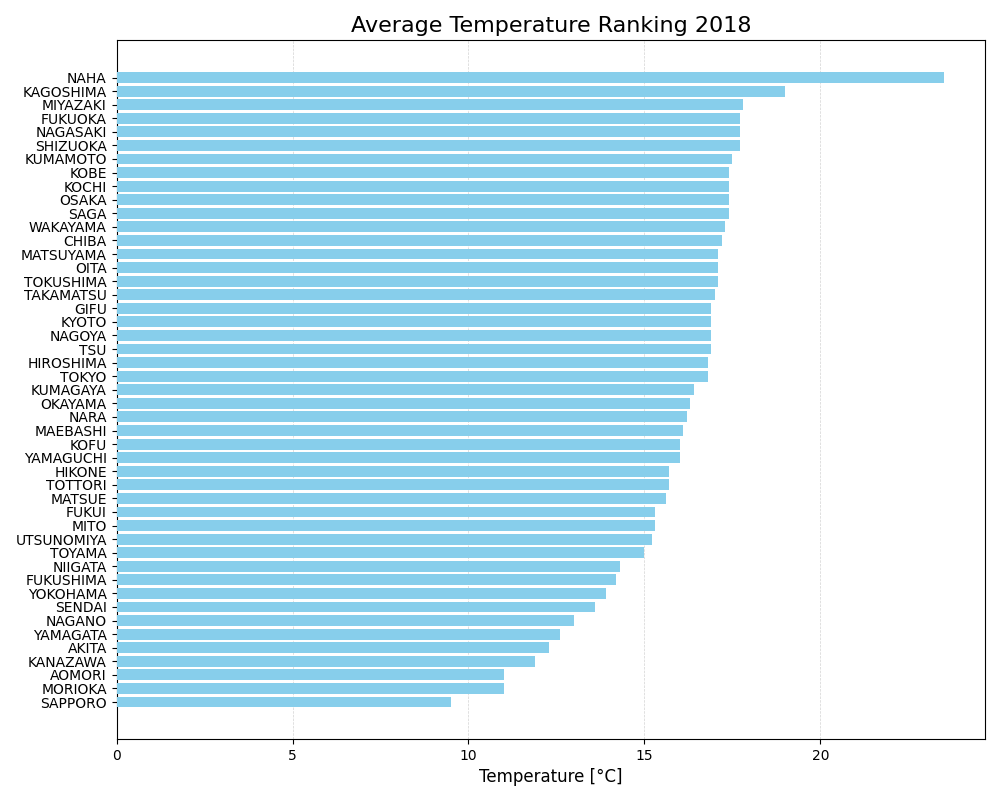 Average Temperature Ranking 2018
NAHA
KAGOSHIMA
MIYAZAKI
FUKUOKA
NAGASAKI
SHIZUOKA
KUMAMOTO
KOBE
KOCHI
OSAKA
SAGA
WAKAYAMA
CHIBA
MATSUYAMA
OITA
TOKUSHIMA
TAKAMATSU
GIFU
KYOTO
NAGOYA
TSU
HIROSHIMA
TOKYO
KUMAGAYA
OKAYAMA
NARA
MAEBASHI
KOFU
YAMAGUCHI
HIKONE
TOTTORI
MATSUE
FUKUI
MITO
UTSUNOMIYA
TOYAMA
NIIGATA
FUKUSHIMA
YOKOHAMA
SENDAI
NAGANO
YAMAGATA
AKITA
KANAZAWA
AOMORI
MORIOKA
SAPPORO
0 5 10 15 20
Temperature [°C]